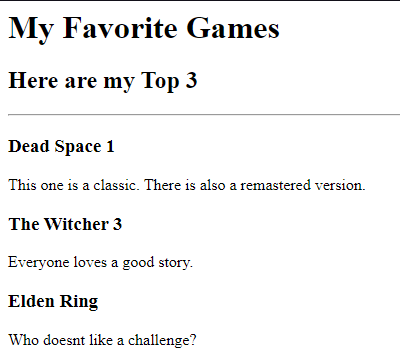 My Favorite Games
Here are my Top 3
Dead Space 1
This one is a classic. There is also a remastered version.
The Witcher 3
Everyone loves a good story.
Elden Ring
Who doesnt like a challenge?